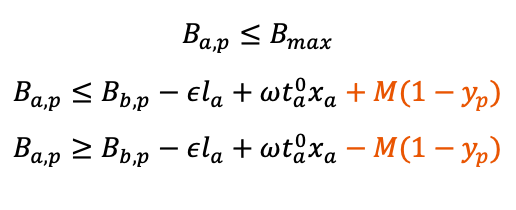 B_{a,p} ≤ B_{max}
B_{a,p} ≤ B_{b,p} − ϵl_a + ωt_a^0x_a + M(1 − y_p)
B_{a,p} ≥ B_{b,p} − ϵl_a + ωt_a^0x_a − M(1 − y_p)